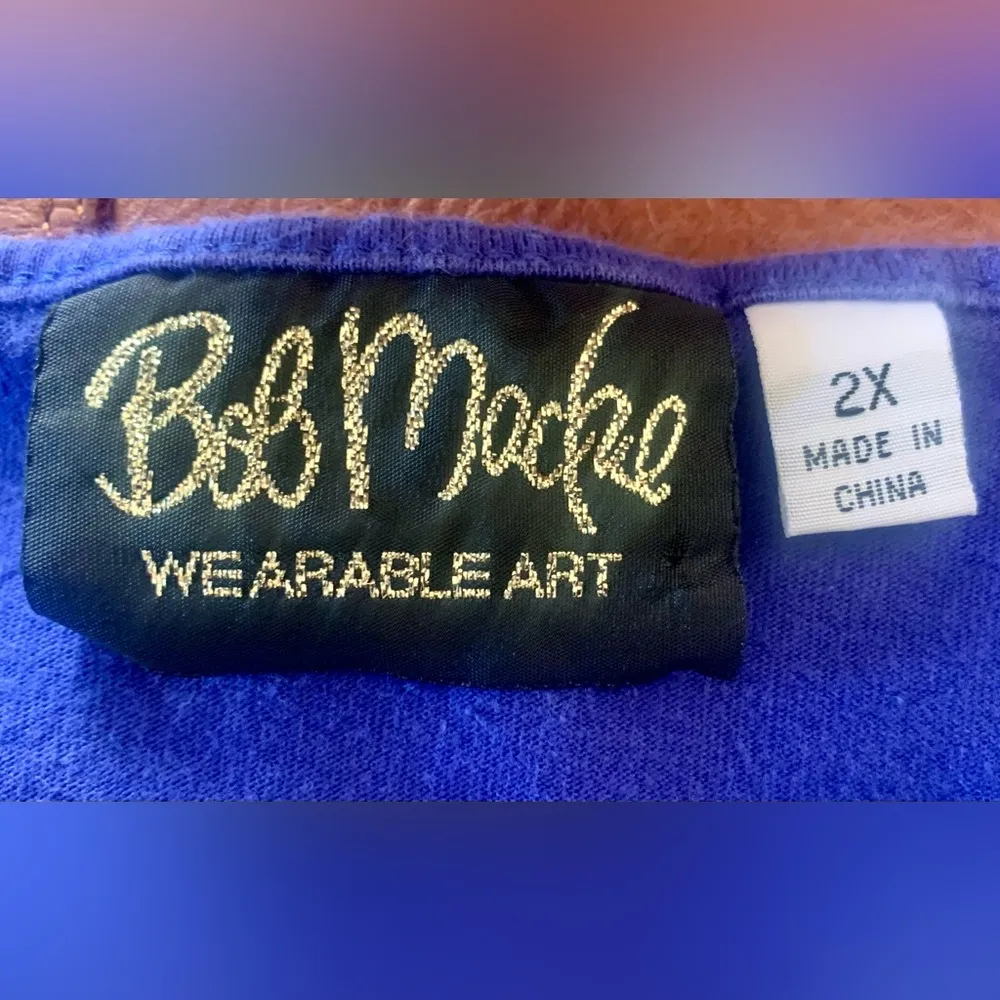 Bob Mackie
WEARABLE ART
2X
MADE IN
CHINA